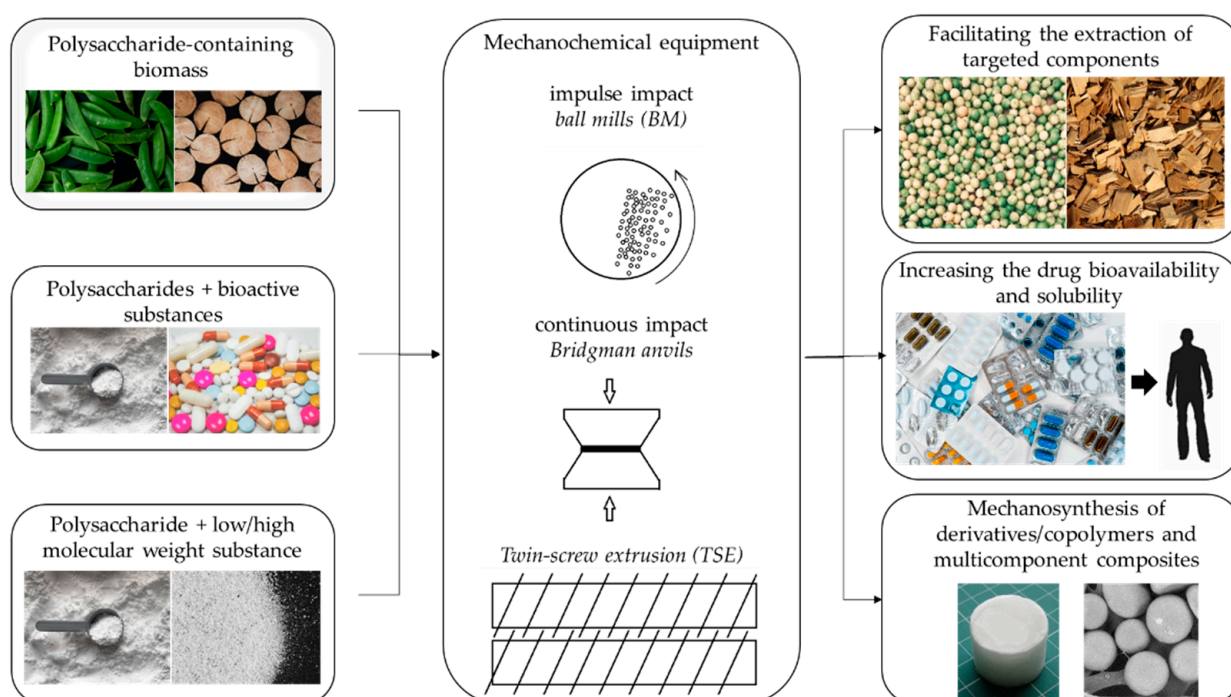 Polysaccharide-containing
biomass
Polysaccharides + bioactive
substances
Polysaccharide + low/high
molecular weight substance
Mechanochemical equipment
impulse impact
ball mills (BM)
continuous impact
Bridgman anvils
Twin-screw extrusion (TSE)
Facilitating the extraction of
targeted components
Increasing the drug bioavailability
and solubility
Mechanosynthesis of
derivatives/copolymers and
multicomponent composites